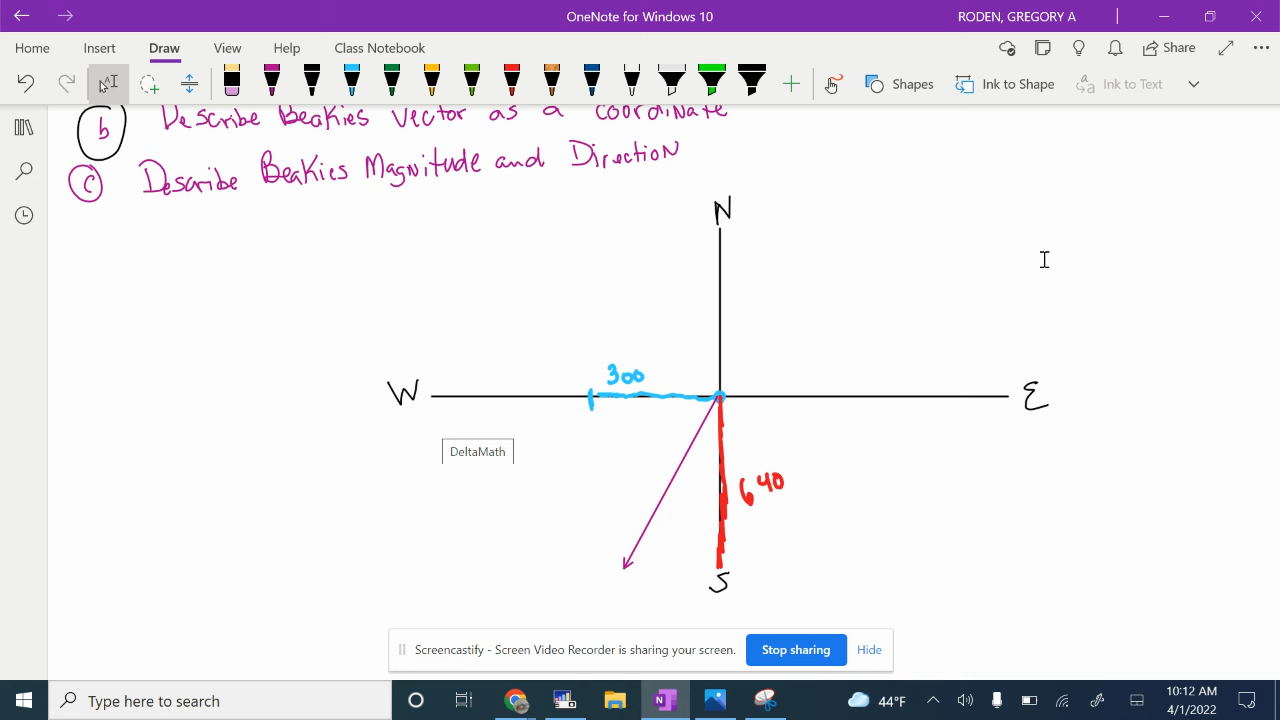 OneNote for Windows 10
RODEN, GREGORY A
Home Insert Draw View Help Class Notebook Share
Shapes Ink to Shape Ink to Text
b Describe Beakies Vector as a coordinate
c Describe Beakies Magnitude and Direction
N
300
W
E
DeltaMath
640
S
Screencastify - Screen Video Recorder is sharing your screen. Stop sharing Hide
Type here to search
44°F
10:12 AM
4/1/2022